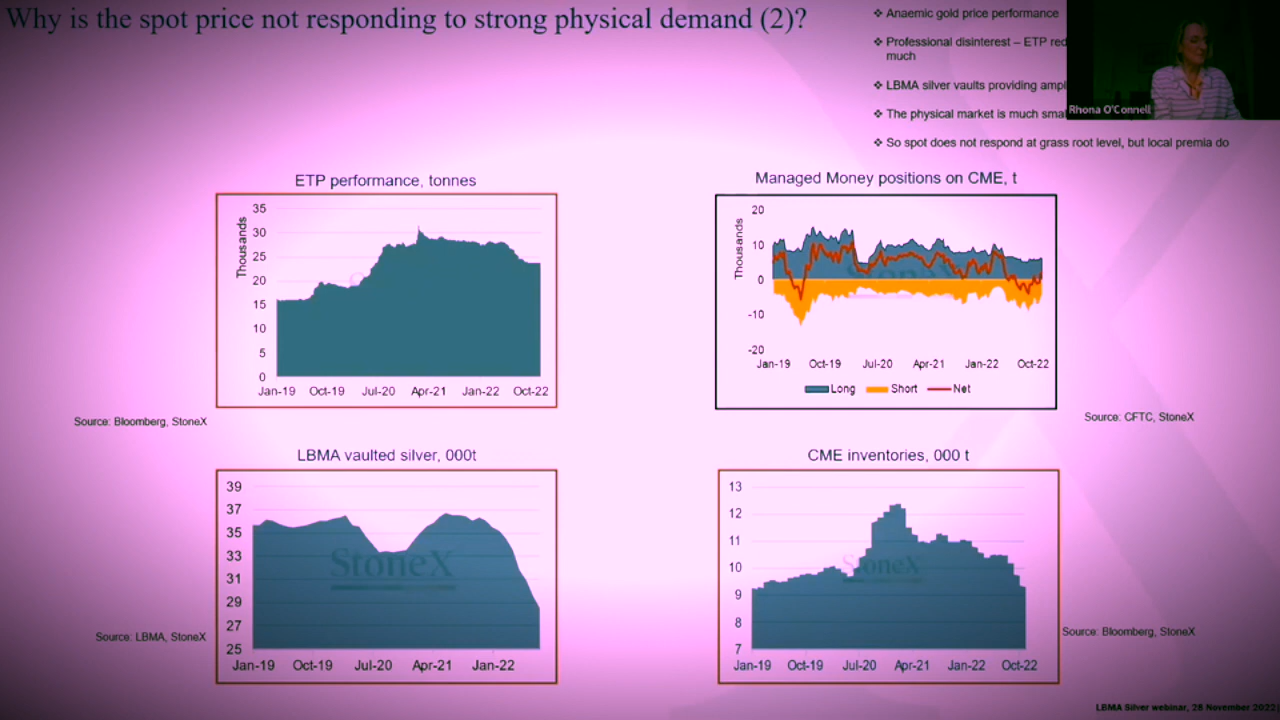 Why is the spot price not responding to strong physical demand (2)?
❖ Anaemic gold price performance
❖ Professional disinterest – ETP
much
❖ LBMA silver vaults providing
❖ The physical market is much
❖ So spot does not respond at grass root level, but local premia do
Rhona O'Connell
ETP performance, tonnes
Thousands
35
30
25
20
15
10
5
0
Jan-19 Oct-19 Jul-20 Apr-21 Jan-22 Oct-22
Source: Bloomberg, StoneX
Managed Money positions on CME, t
Thousands
20
10
0
-10
-20
Jan-19 Oct-19 Jul-20 Apr-21 Jan-22 Oct-22
Long Short Net
StoneX
Source: CFTC, StoneX
LBMA vaulted silver, 000t
39
37
35
33
31
29
27
25
StoneX
Jan-19 Oct-19 Jul-20 Apr-21 Jan-22
Source: LBMA, StoneX
CME inventories, 000 t
13
12
11
10
9
8
7
StoneX
Jan-19 Oct-19 Jul-20 Apr-21 Jan-22 Oct-22
Source: Bloomberg, StoneX
LBMA Silver webinar, 28 November 2022